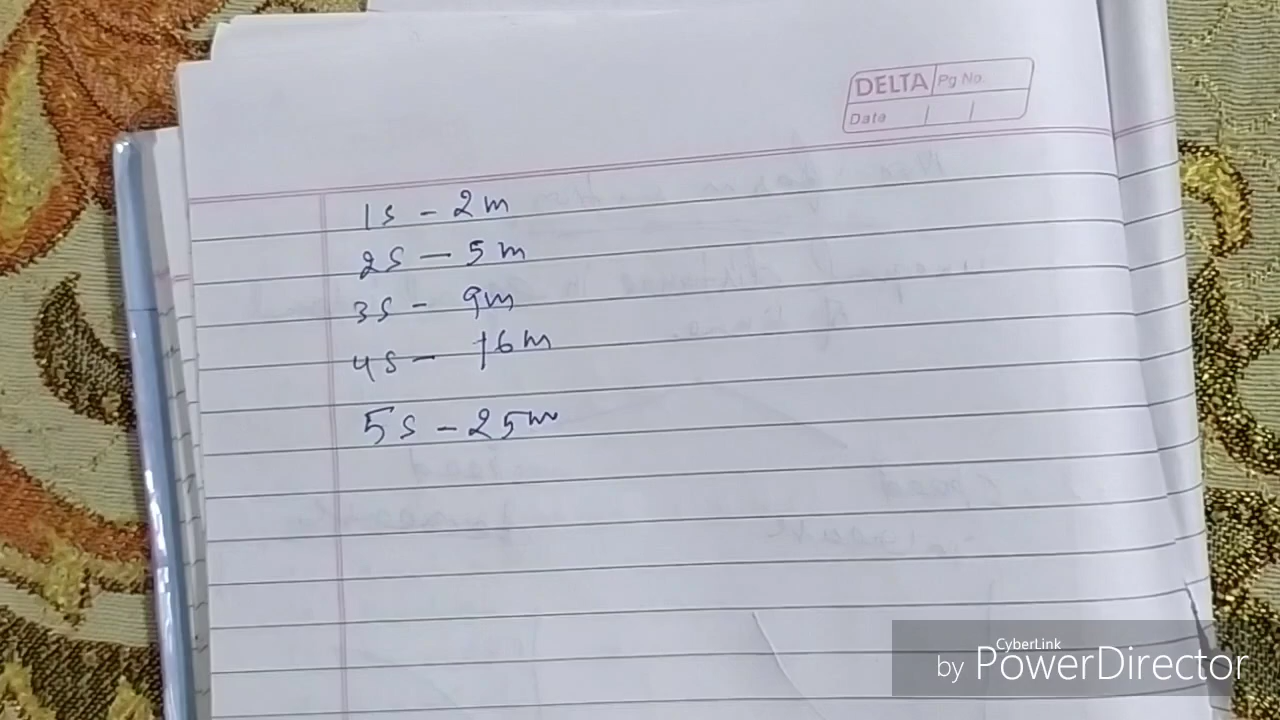 DELTA Pg No.
Date / /
1s - 2m
2s - 5m
3s - 9m
4s - 16m
5s - 25m
CyberLink
by PowerDirector